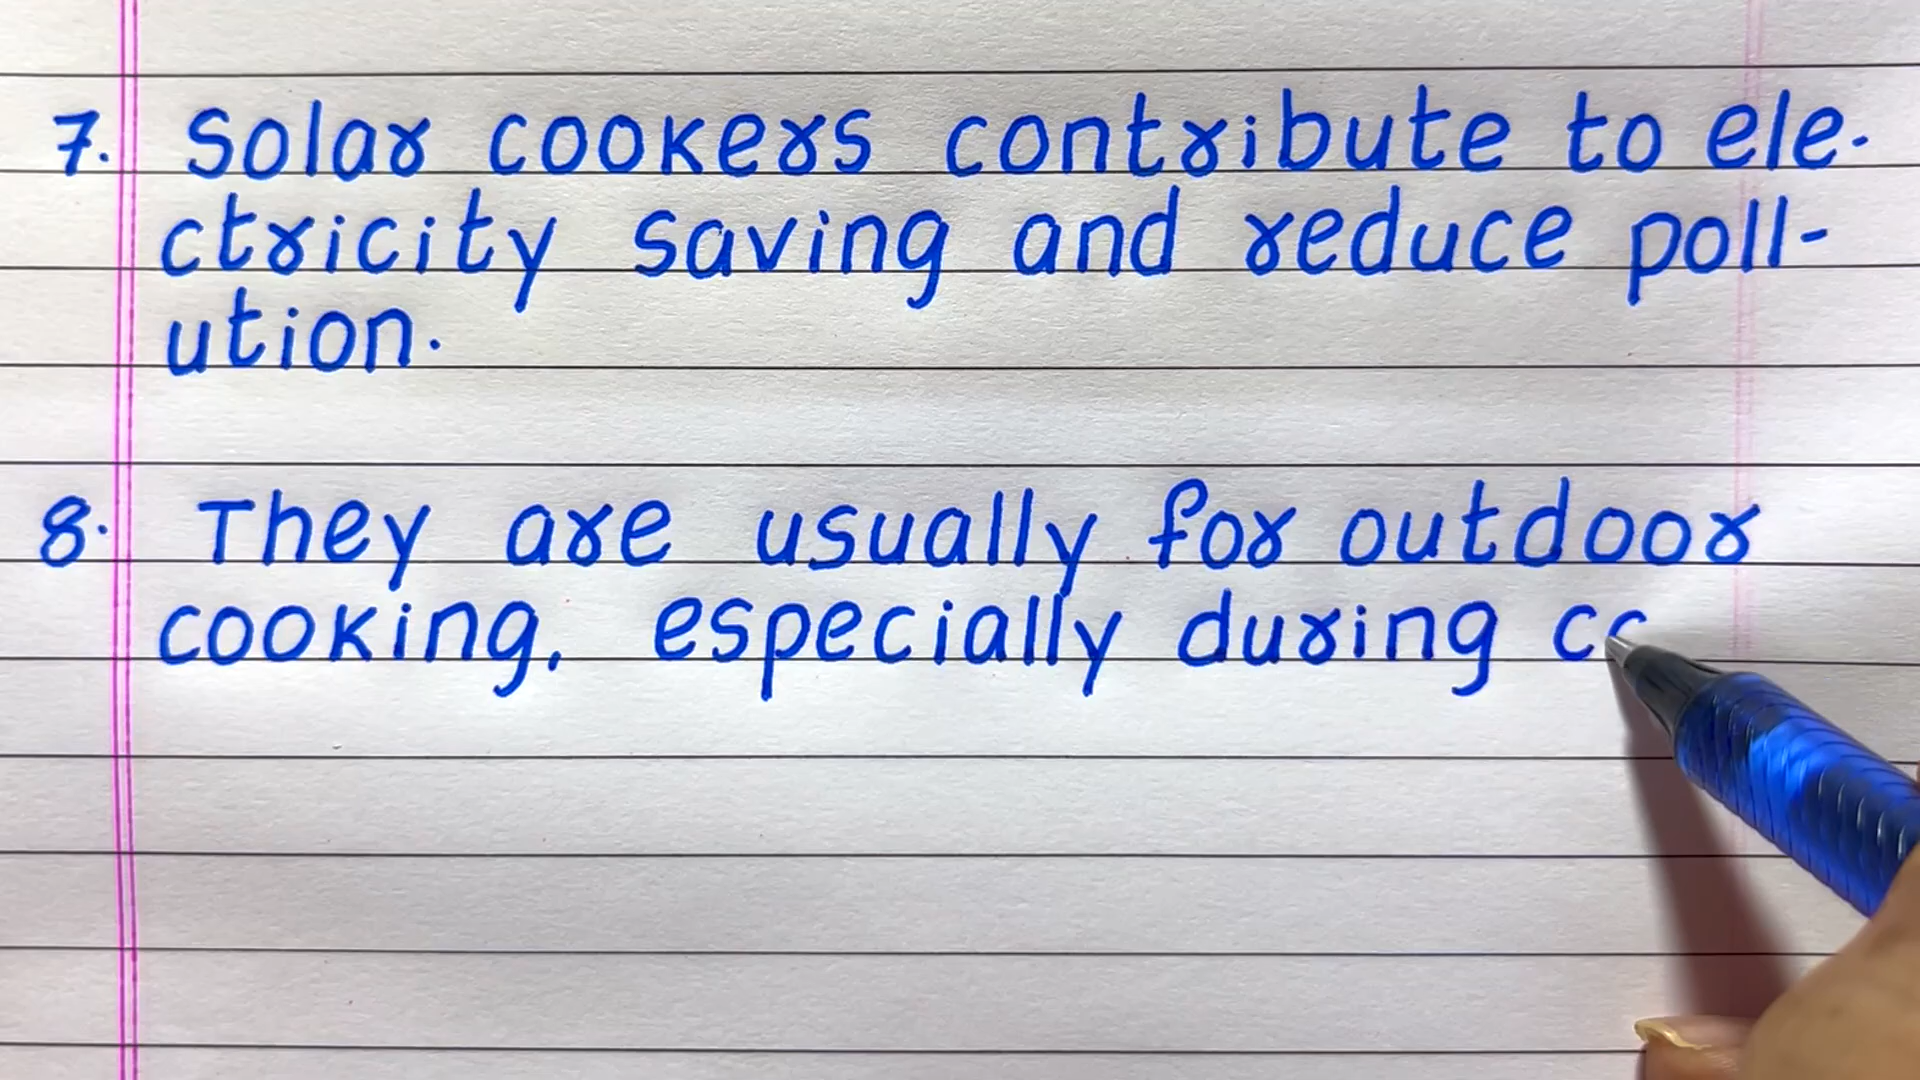 7. Solar cookers contribute to ele-
ctricity saving and reduce poll-
ution.
8. They are usually for outdoor
cooking, especially during